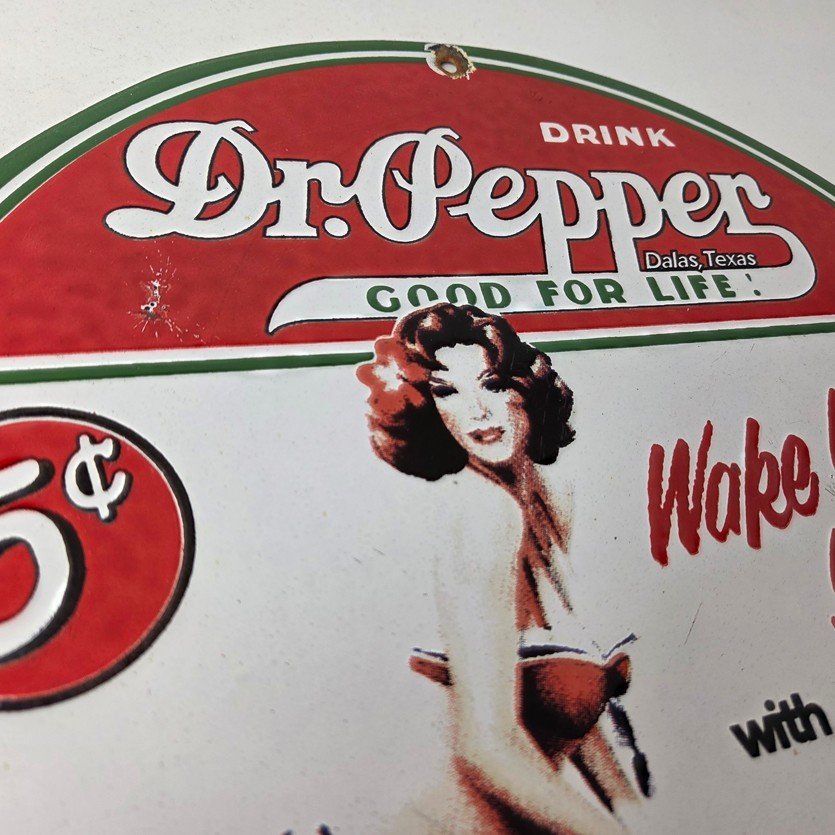 DRINK
Dr. Pepper
Dalas, Texas
GOOD FOR LIFE!
5¢
Wake
with